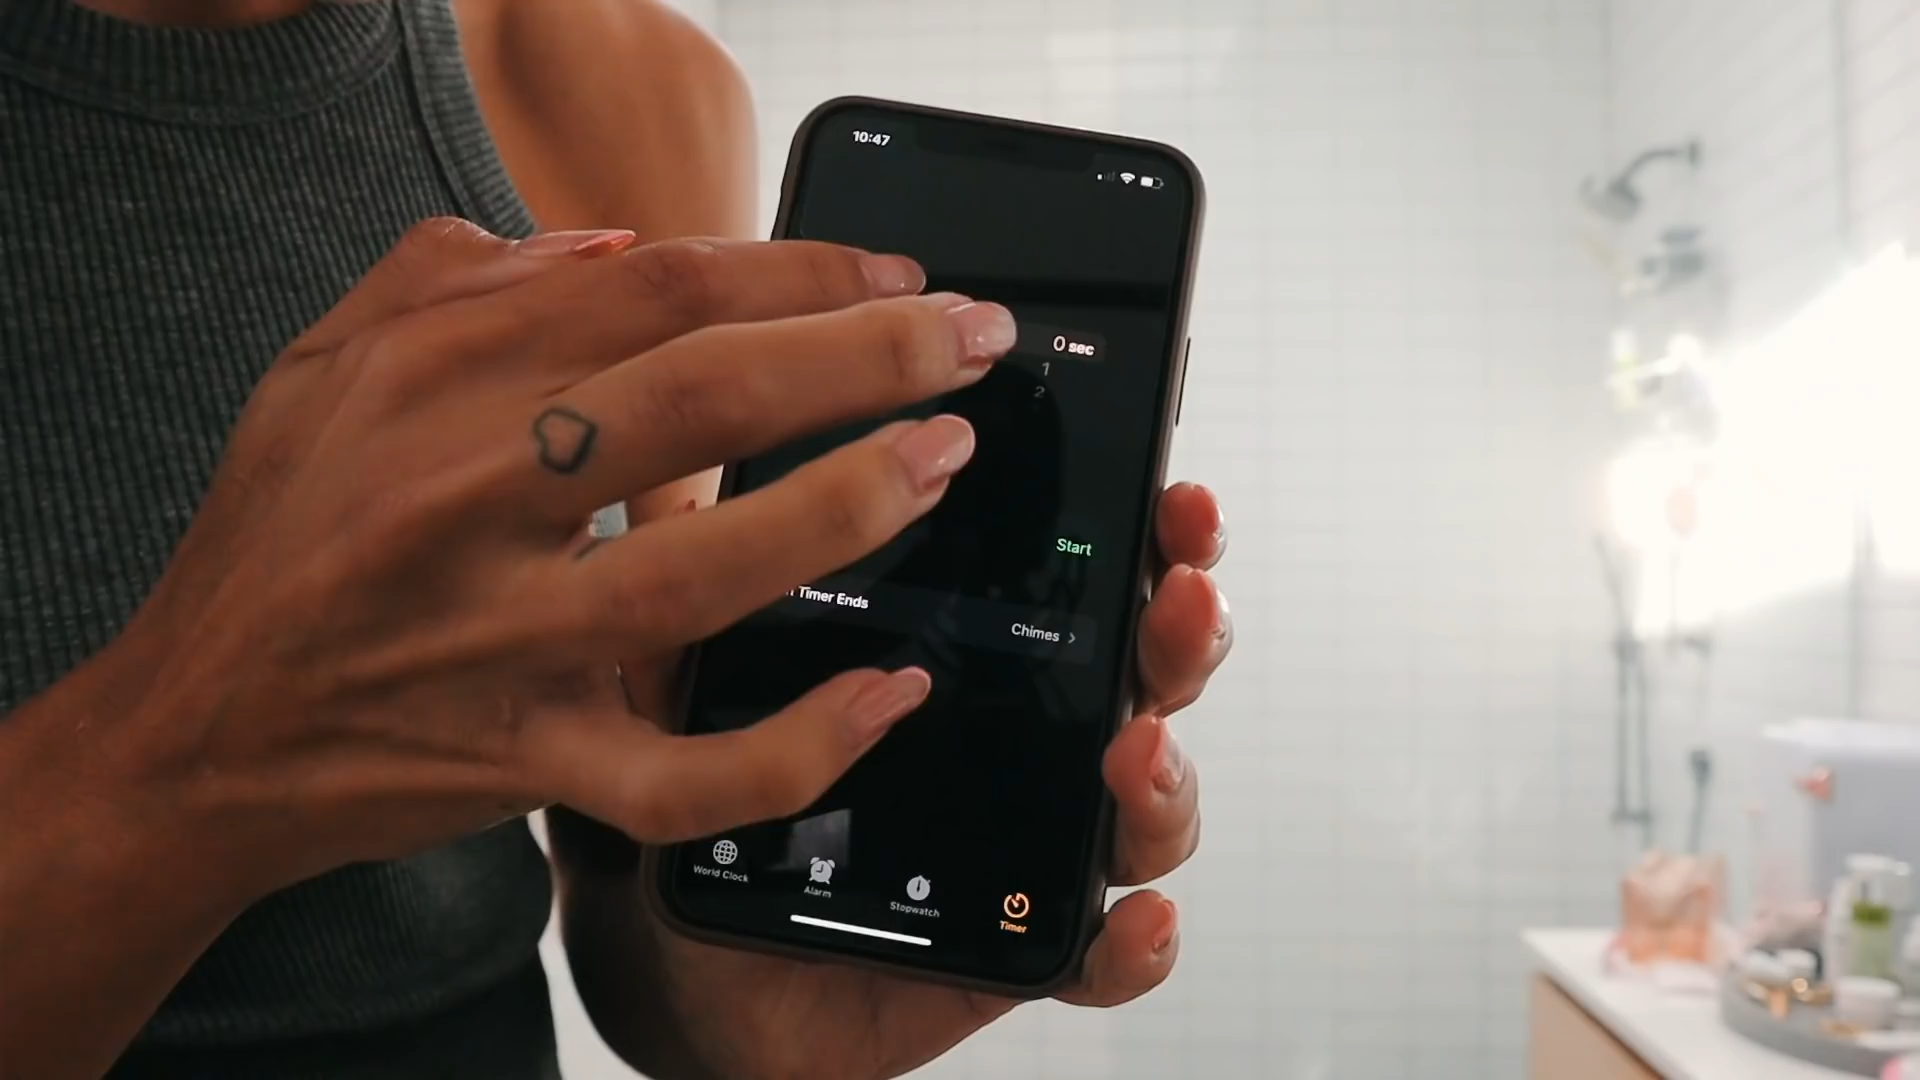 10:47
0 sec
1
2
Start
Timer Ends
Chimes
World Clock
Alarm
Stopwatch
Timer